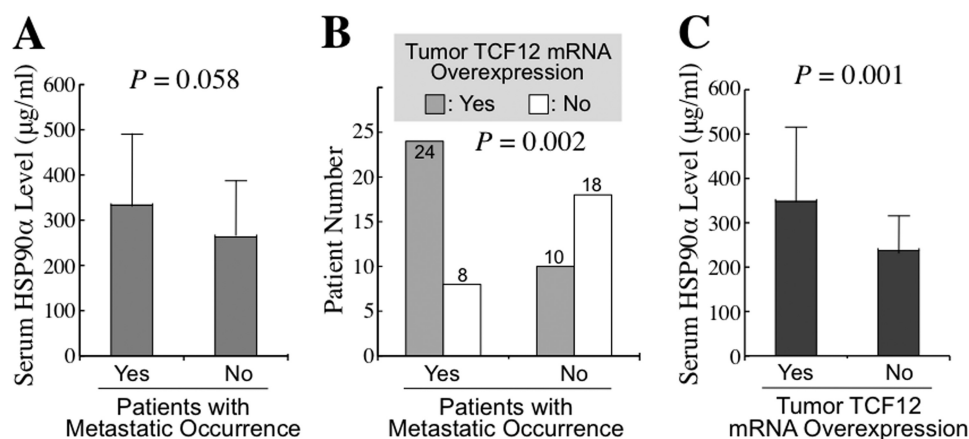 A
Serum HSP90α Level (μg/ml)
P = 0.058
600
500
400
300
200
100
0
Yes No
Patients with
Metastatic Occurrence
B
Tumor TCF12 mRNA
Overexpression
: Yes : No
P = 0.002
Patient Number
25
20
15
10
5
0
24
8
10
18
Yes No
Patients with
Metastatic Occurrence
C
Serum HSP90α Level (μg/ml)
P = 0.001
600
500
400
300
200
100
0
Yes No
Tumor TCF12
mRNA Overexpression